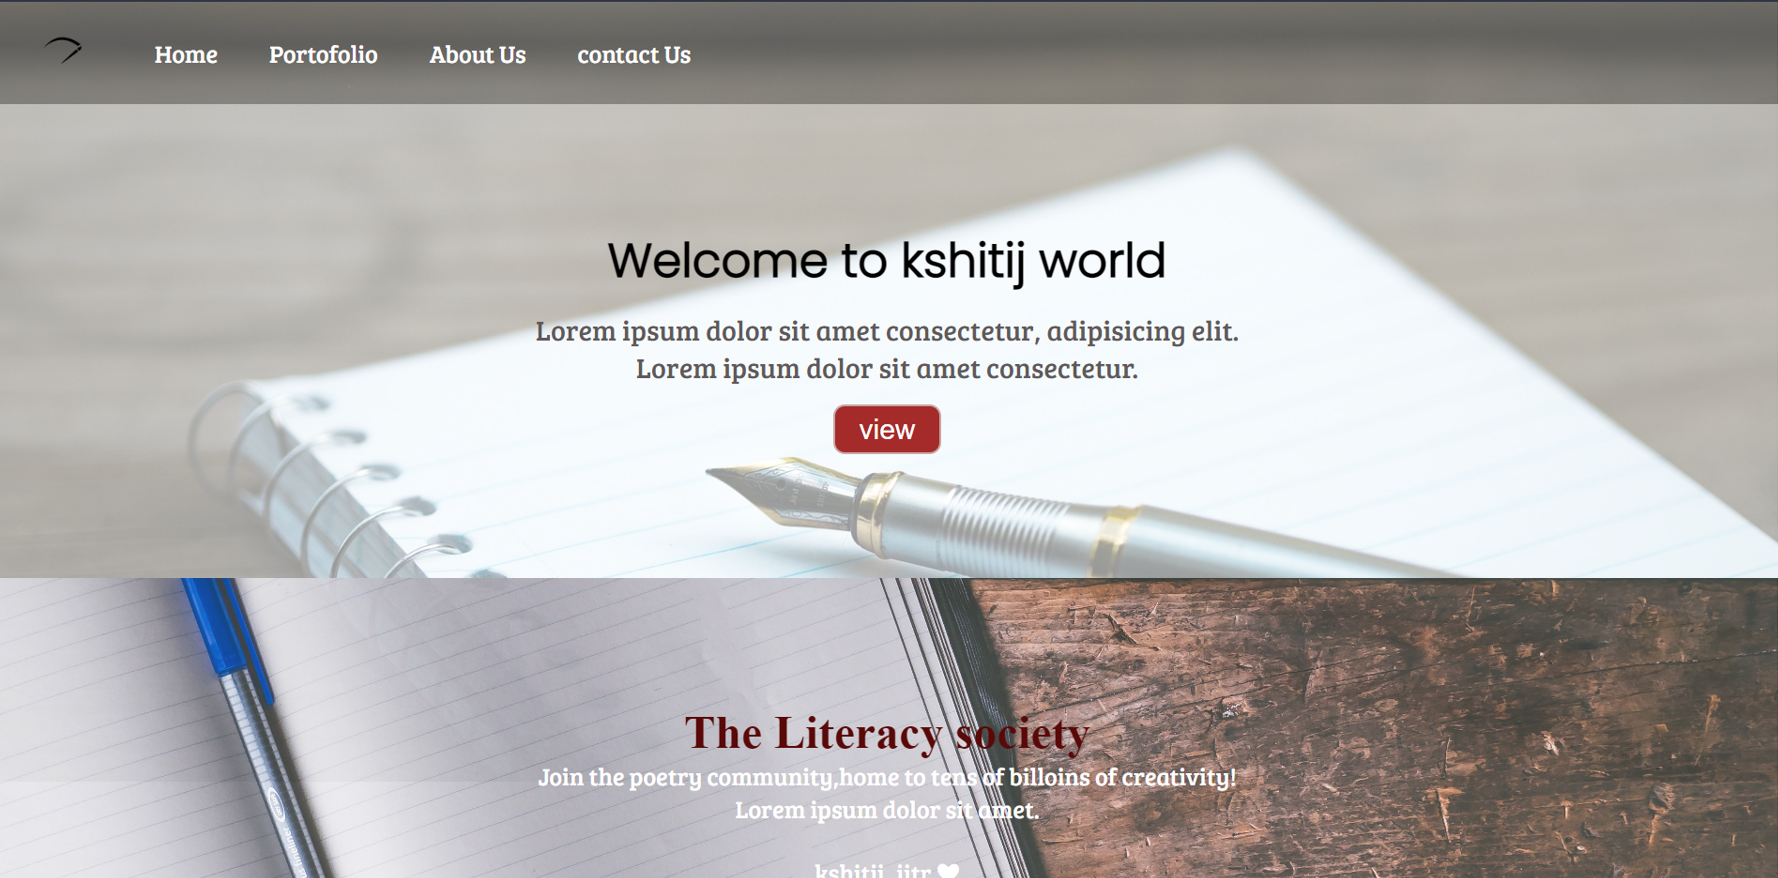 Home Portofolio About Us contact Us
Welcome to kshitij world
Lorem ipsum dolor sit amet consectetur, adipisicing elit.
Lorem ipsum dolor sit amet consectetur.
view
The Literacy society
Join the poetry community,home to tens of billoins of creativity!
Lorem ipsum dolor sit amet.
kshitij_iitr